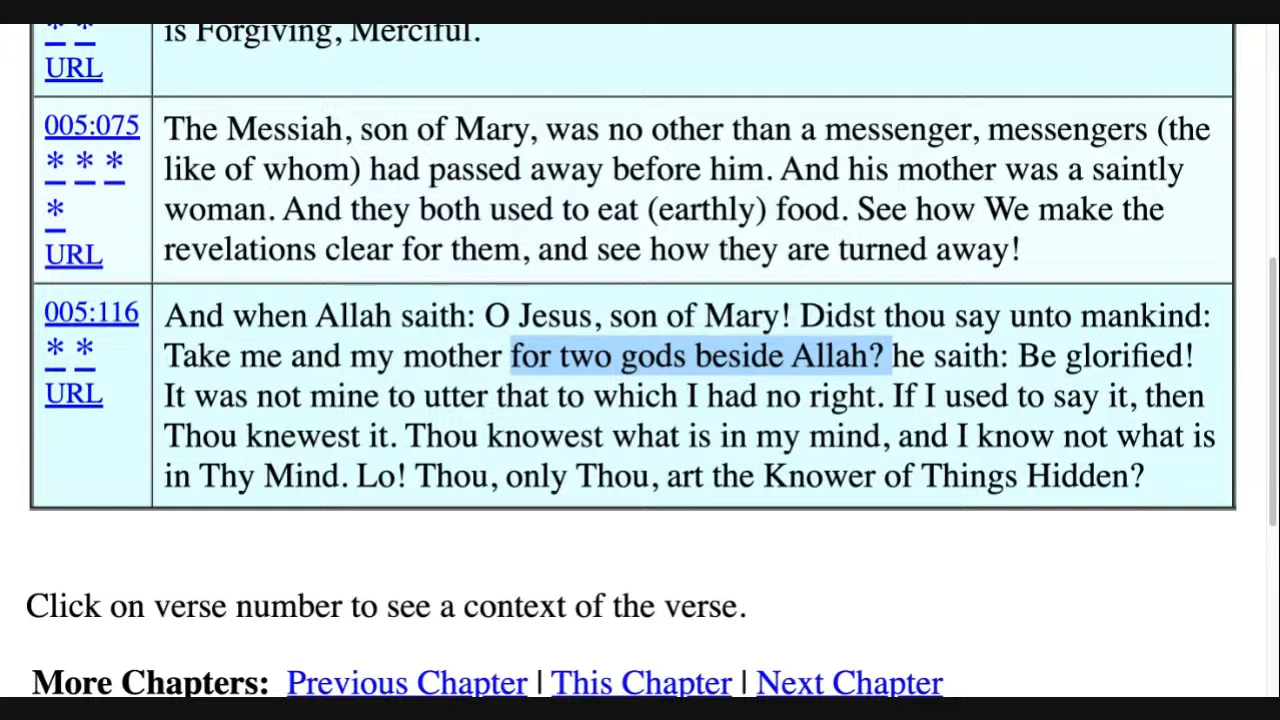 * *
is Forgiving, Merciful.
URL
005:075
* * *
*
URL
The Messiah, son of Mary, was no other than a messenger, messengers (the
like of whom) had passed away before him. And his mother was a saintly
woman. And they both used to eat (earthly) food. See how We make the
revelations clear for them, and see how they are turned away!
005:116
* *
URL
And when Allah saith: O Jesus, son of Mary! Didst thou say unto mankind:
Take me and my mother for two gods beside Allah? he saith: Be glorified!
It was not mine to utter that to which I had no right. If I used to say it, then
Thou knewest it. Thou knowest what is in my mind, and I know not what is
in Thy Mind. Lo! Thou, only Thou, art the Knower of Things Hidden?
Click on verse number to see a context of the verse.
More Chapters: Previous Chapter | This Chapter | Next Chapter